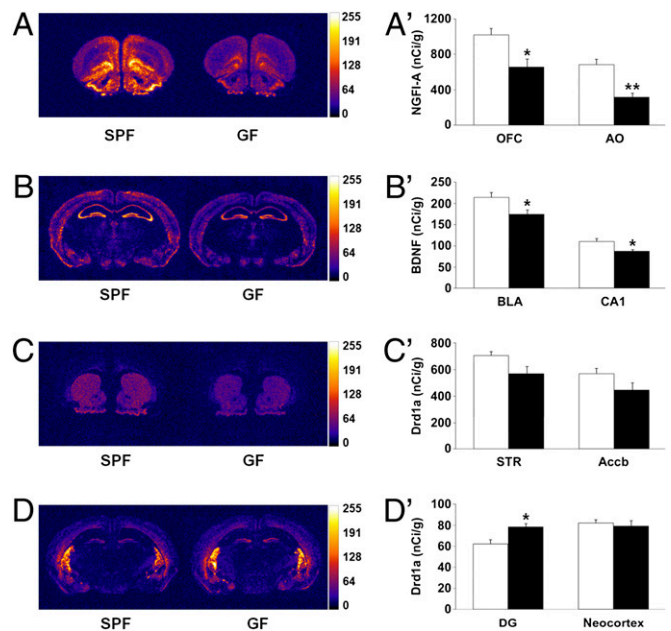 A
255
192
128
64
0
SPF
GF
A'
NGFI-A (nCi/g)
1200
800
400
0
*
**
OFC
AO
B
255
191
128
64
0
SPF
GF
B'
BDNF (nCi/g)
250
200
150
100
50
0
*
*
BLA
CA1
C
255
191
128
64
0
SPF
GF
C'
Drd1a (nCi/g)
800
600
400
200
0
STR
Accb
D
255
191
128
64
0
SPF
GF
D'
Drd1a (nCi/g)
100
80
60
40
20
0
*
DG
Neocortex